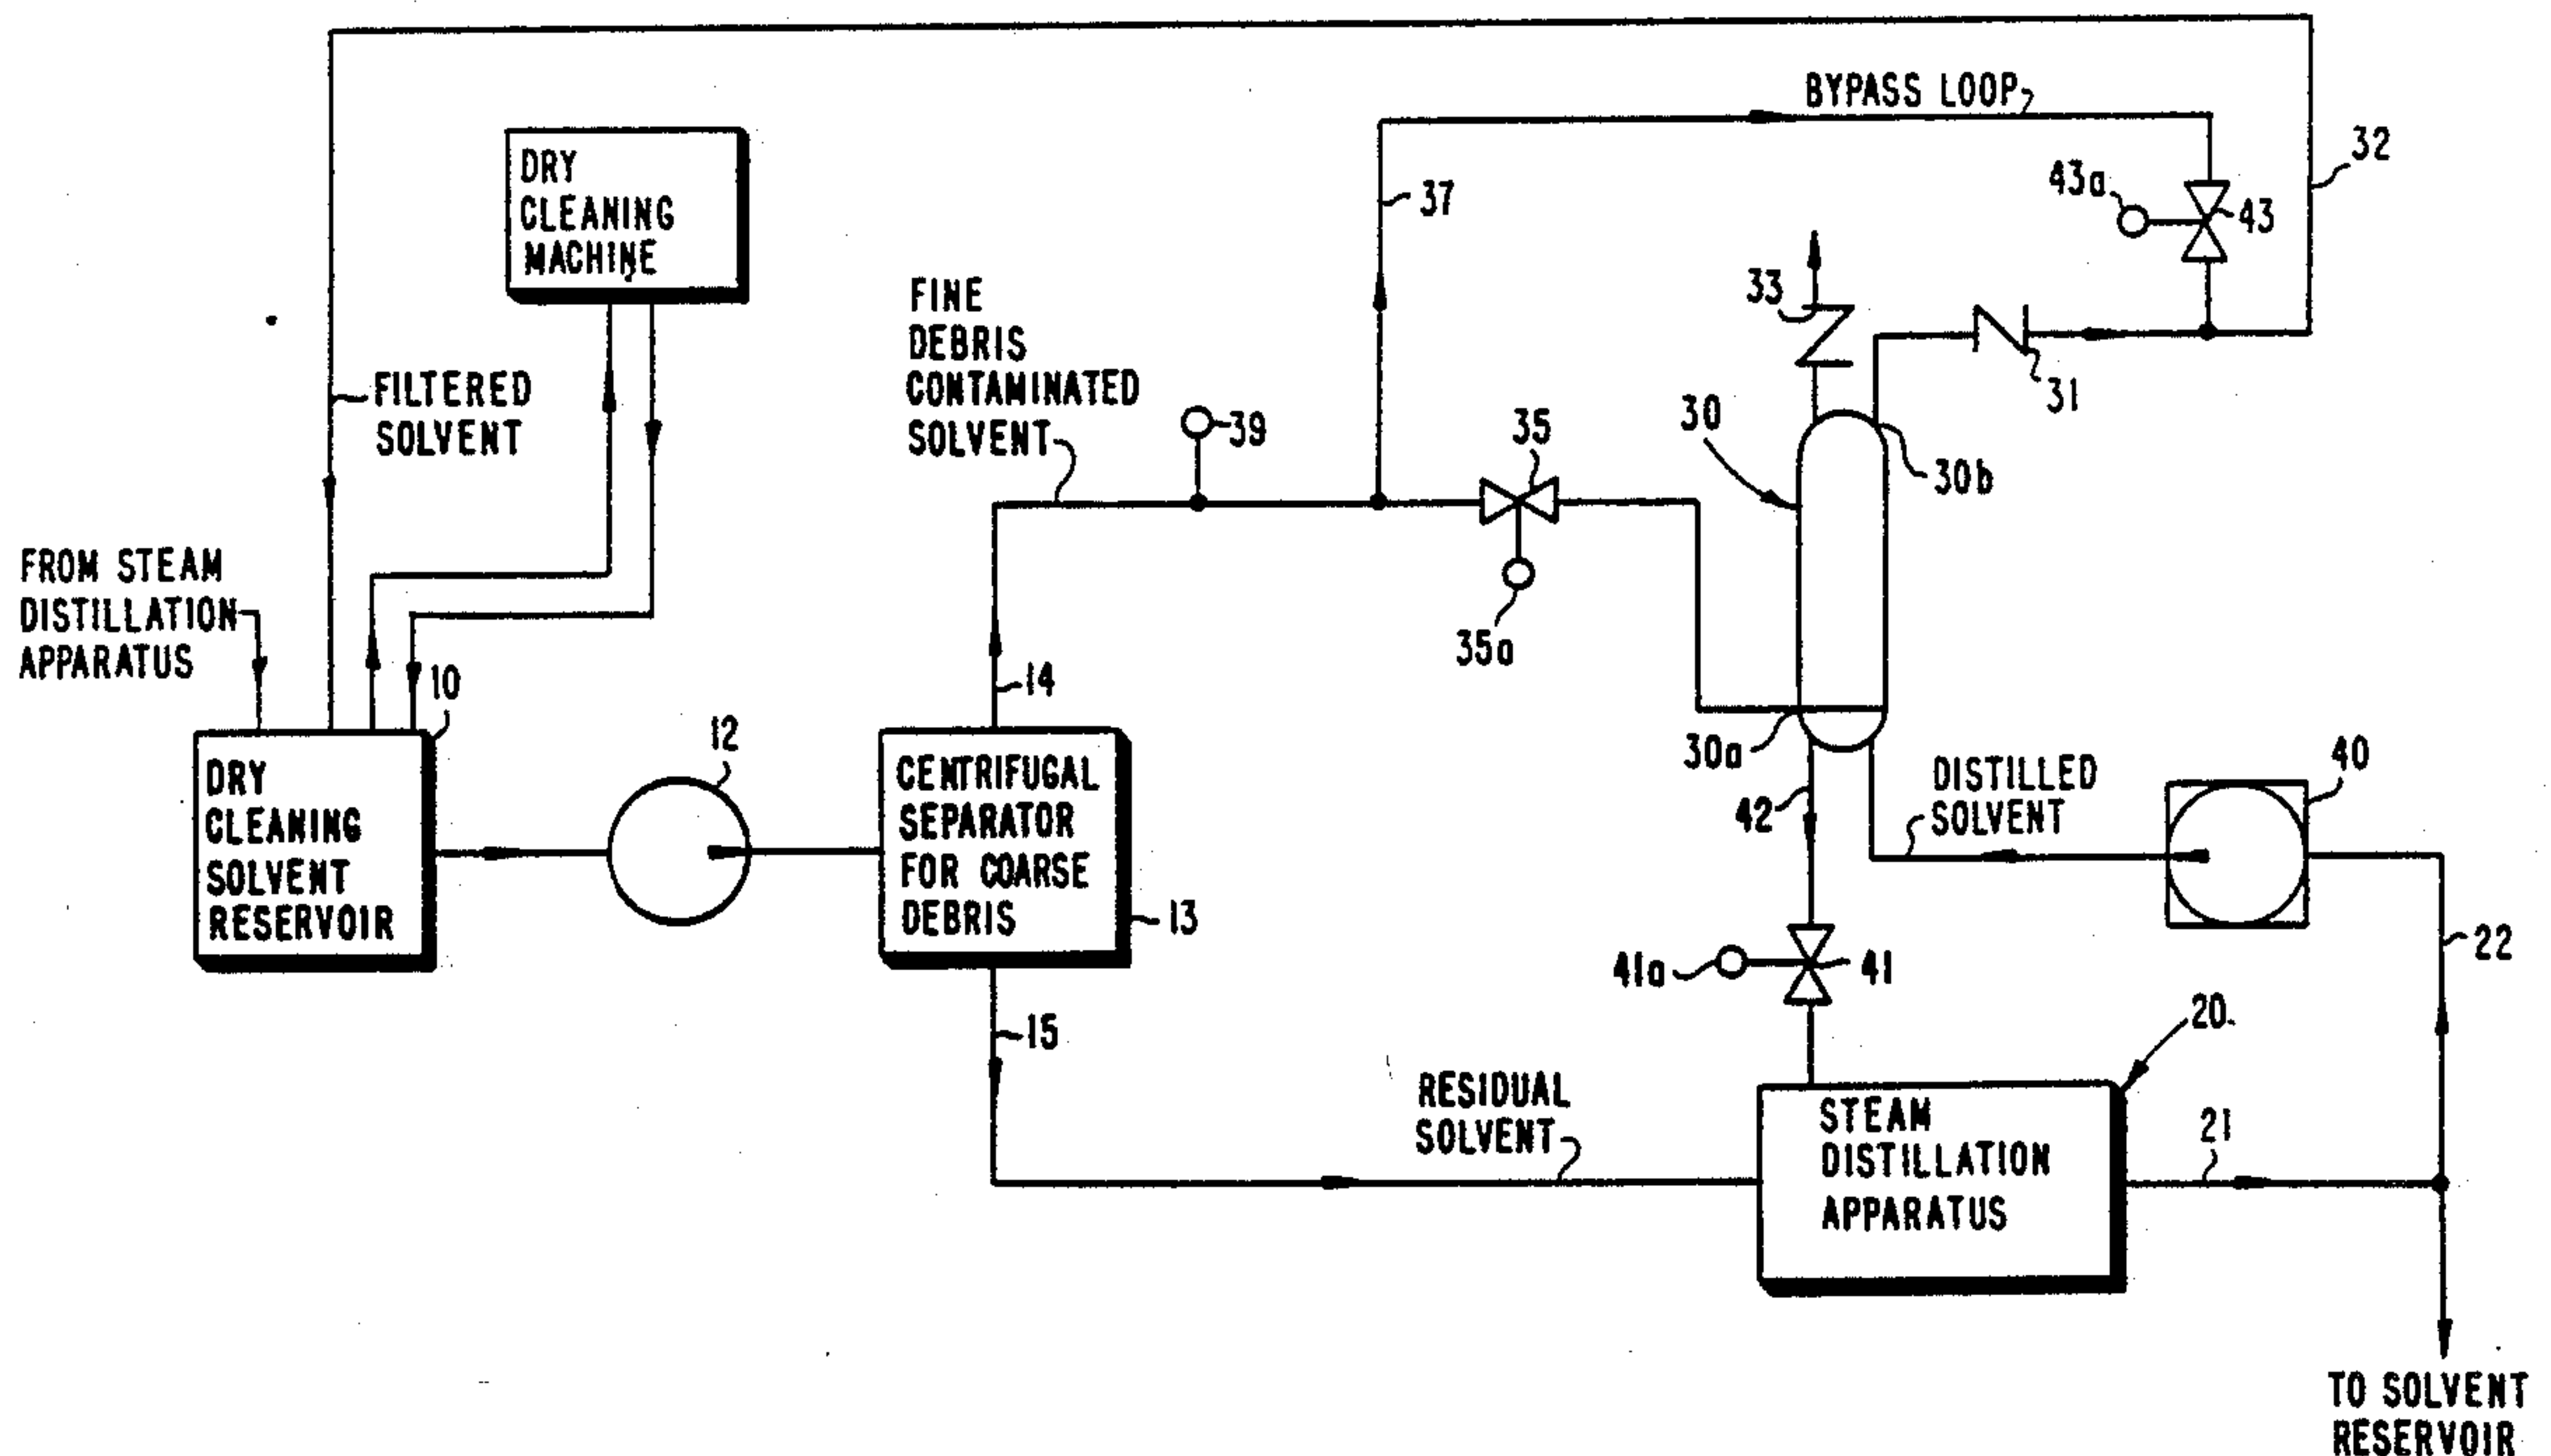 BYPASS LOOP
32
DRY
CLEANING
MACHINE
43a
43
37
33
FINE
DEBRIS
CONTAMINATED
SOLVENT
31
FILTERED
SOLVENT
39
35
30
30b
FROM STEAM
DISTILLATION
APPARATUS
35a
10
14
12
30a
DRY
CLEANING
SOLVENT
RESERVOIR
CENTRIFUGAL
SEPARATOR
FOR COARSE
DEBRIS
13
42
DISTILLED
SOLVENT
40
41a
41
22
15
20
RESIDUAL
SOLVENT
STEAM
DISTILLATION
APPARATUS
21
TO SOLVENT
RESERVOIR